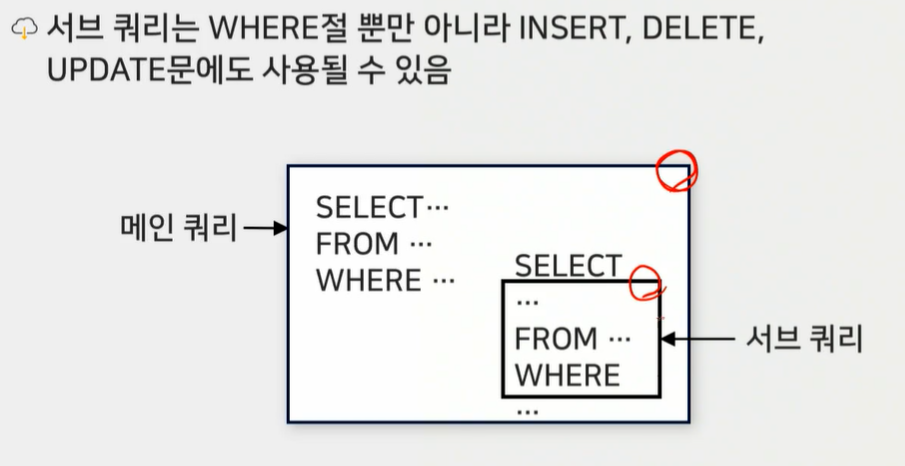 서브 쿼리는 WHERE절 뿐만 아니라 INSERT, DELETE,
UPDATE문에도 사용될 수 있음
메인 쿼리
SELECT…
FROM …
WHERE …
SELECT
…
FROM …
WHERE
…
서브 쿼리